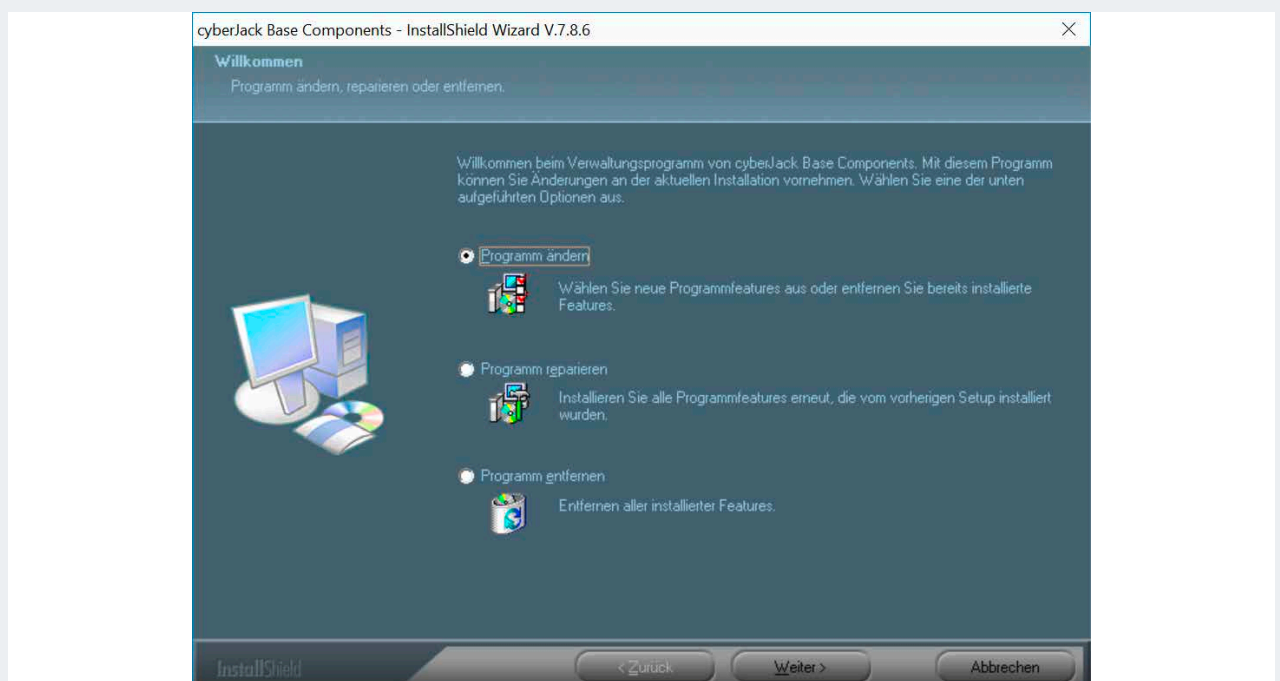 cyberJack Base Components - InstallShield Wizard V.7.8.6
Willkommen
Programm ändern, reparieren oder entfernen.
Willkommen beim Verwaltungsprogramm von cyberJack Base Components. Mit diesem Programm
können Sie Änderungen an der aktuellen Installation vornehmen. Wählen Sie eine der unten
aufgeführten Optionen aus.
Programm ändern
Wählen Sie neue Programmfeatures aus oder entfernen Sie bereits installierte
Features.
Programm reparieren
Installieren Sie alle Programmfeatures erneut, die vom vorherigen Setup installiert
wurden.
Programm entfernen
Entfernen aller installierter Features.
InstallShield
< Zurück
Weiter >
Abbrechen